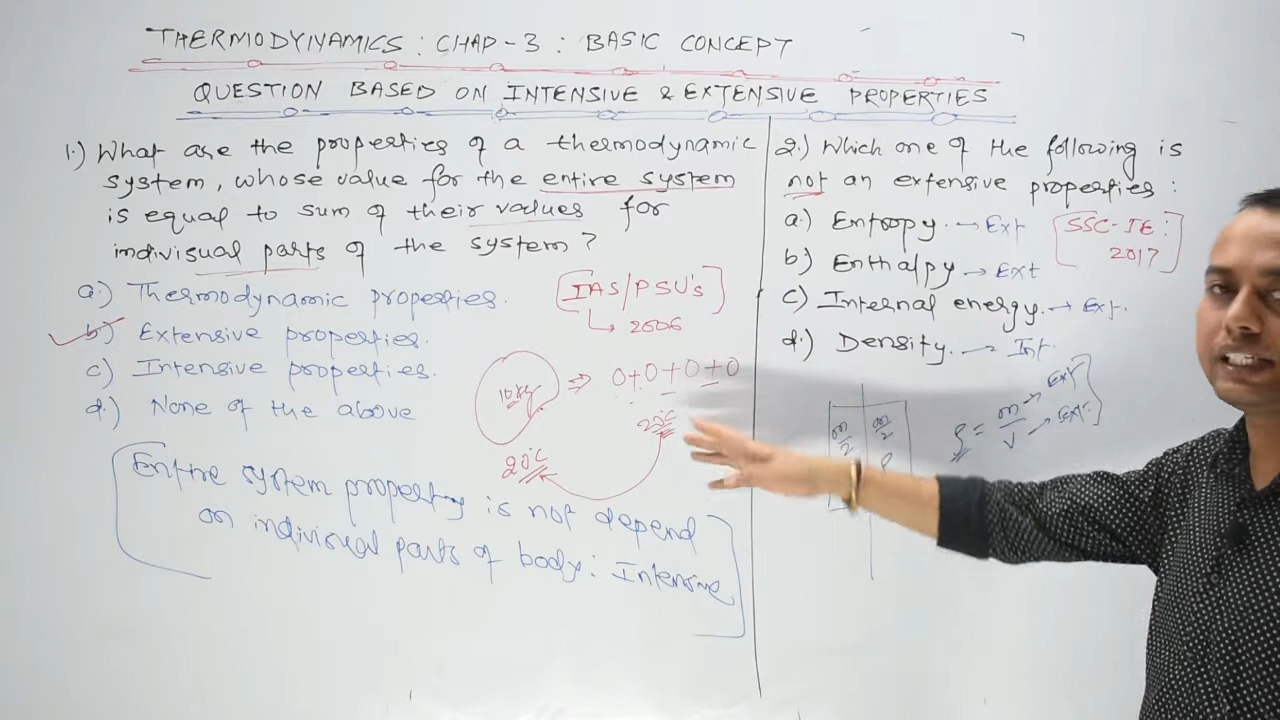 THERMODYNAMICS : CHAP-3 : BASIC CONCEPT
QUESTION BASED ON INTENSIVE & EXTENSIVE PROPERTIES
1.) What are the properties of a thermodynamic
system, whose value for the entire system
is equal to sum of their values for
indivisual parts of the system?
a.) Thermodynamic properties.
b.) Extensive properties.
c.) Intensive properties.
d.) None of the above
IAS/PSU's
2006
10 kg
0+0+0+0
20°C
20°C
Entire system property is not depend
on indivisual parts of body : Intensive
2.) Which one of the following is
not an extensive properties :
a.) Entropy. → Ext
b.) Enthalpy → Ext
c.) Internal energy. → Ext.
d.) Density. → Int.
SSC-JE :
2017
m/2 m/2
ρ
ρ = m/V → Ext → Ext.